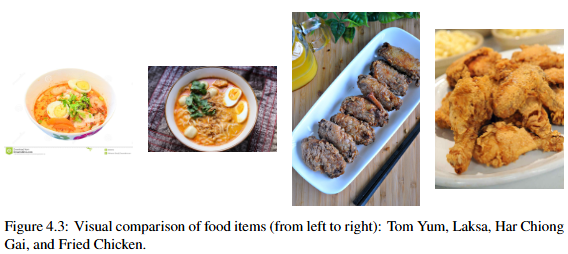 Figure 4.3: Visual comparison of food items (from left to right): Tom Yum, Laksa, Har Chiong
Gai, and Fried Chicken.